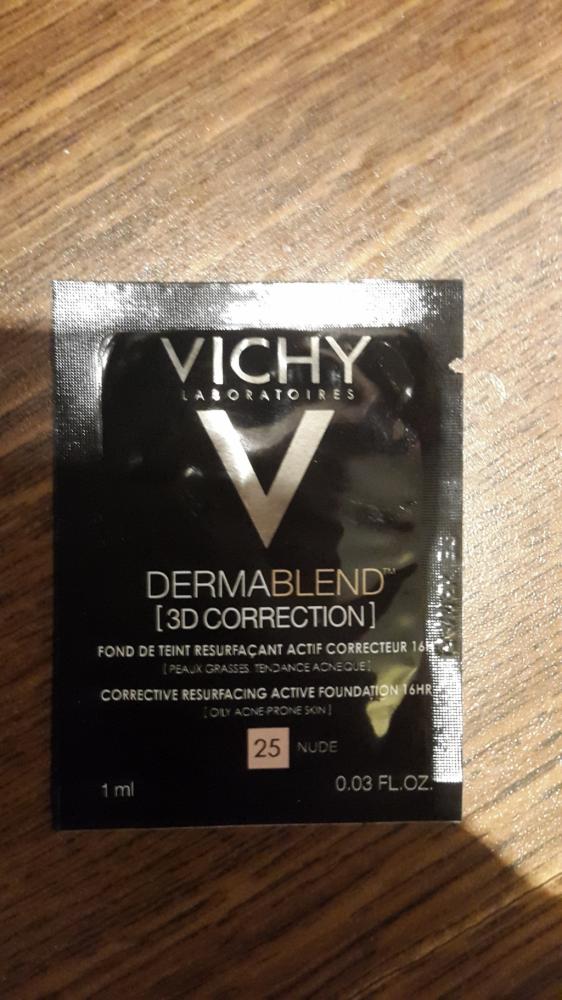 VICHY
LABORATOIRES
V
DERMABLEND™
[3D CORRECTION]
FOND DE TEINT RESURFAÇANT ACTIF CORRECTEUR
[PEAUX GRASSES, TENDANCE ACNÉIQUE]
CORRECTIVE RESURFACING ACTIVE FOUNDATION 16HR
[OILY ACNE-PRONE SKIN]
25 NUDE
1 ml 0.03 FL.OZ.